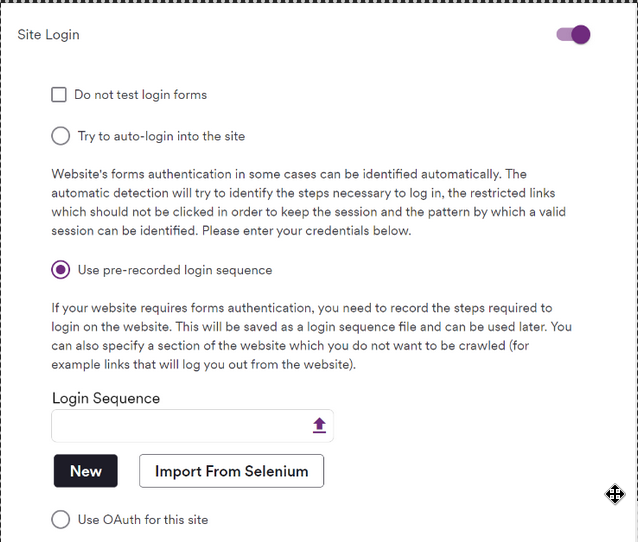 Site Login
Do not test login forms
Try to auto-login into the site
Website's forms authentication in some cases can be identified automatically. The
automatic detection will try to identify the steps necessary to log in, the restricted links
which should not be clicked in order to keep the session and the pattern by which a valid
session can be identified. Please enter your credentials below.
Use pre-recorded login sequence
If your website requires forms authentication, you need to record the steps required to
login on the website. This will be saved as a login sequence file and can be used later. You
can also specify a section of the website which you do not want to be crawled (for
example links that will log you out from the website).
Login Sequence
New
Import From Selenium
Use OAuth for this site